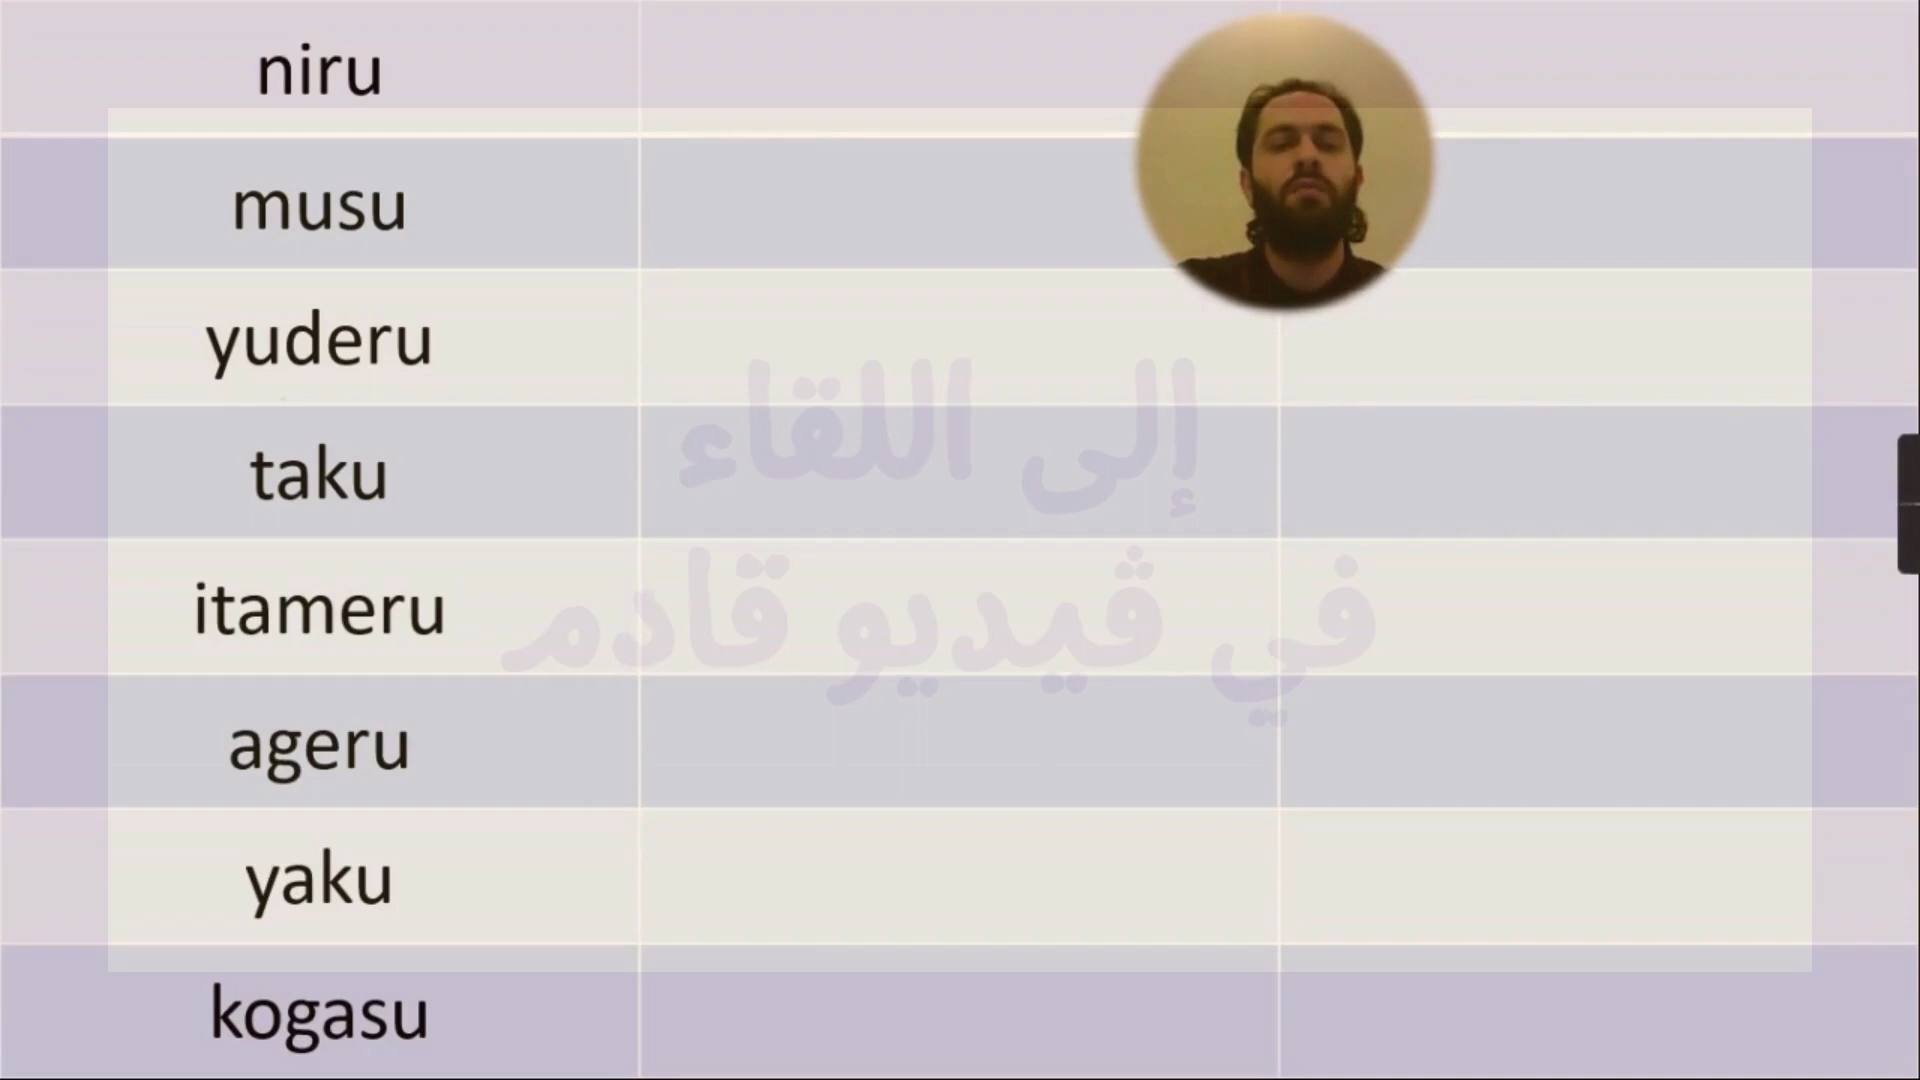 niru
musu
yuderu
إلى اللقاء
taku
في ڤيديو قادم
itameru
ageru
yaku
kogasu